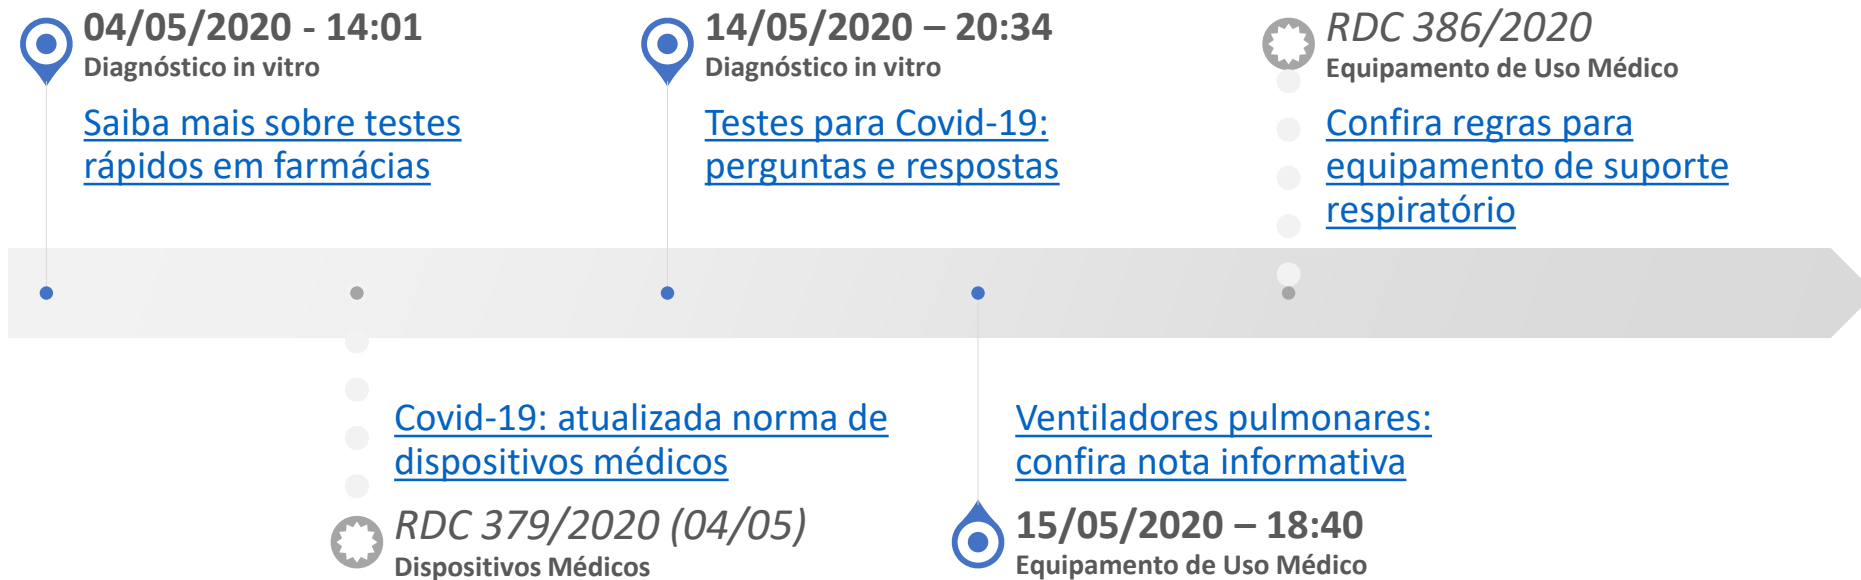 04/05/2020 - 14:01
Diagnóstico in vitro
Saiba mais sobre testes
rápidos em farmácias
14/05/2020 – 20:34
Diagnóstico in vitro
Testes para Covid-19:
perguntas e respostas
RDC 386/2020
Equipamento de Uso Médico
Confira regras para
equipamento de suporte
respiratório
Covid-19: atualizada norma de
dispositivos médicos
RDC 379/2020 (04/05)
Dispositivos Médicos
Ventiladores pulmonares:
confira nota informativa
15/05/2020 – 18:40
Equipamento de Uso Médico